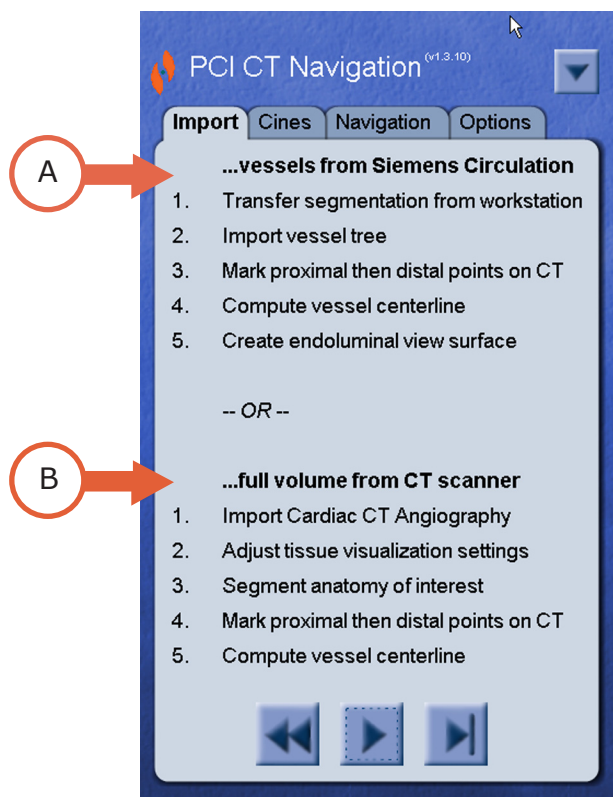 PCI CT Navigation (v1.3.10)
Import Cines Navigation Options
A
...vessels from Siemens Circulation
1. Transfer segmentation from workstation
2. Import vessel tree
3. Mark proximal then distal points on CT
4. Compute vessel centerline
5. Create endoluminal view surface
-- OR --
B
...full volume from CT scanner
1. Import Cardiac CT Angiography
2. Adjust tissue visualization settings
3. Segment anatomy of interest
4. Mark proximal then distal points on CT
5. Compute vessel centerline